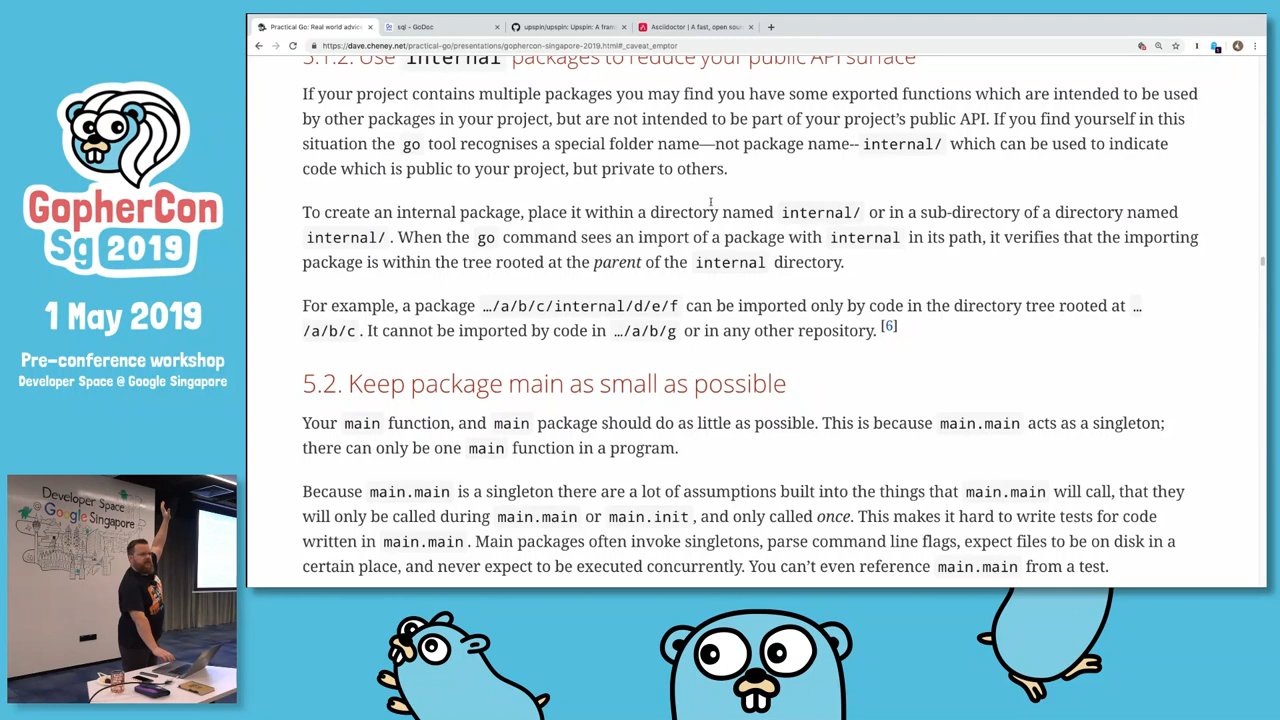 Practical Go: Real world advic
sql - GoDoc
upspin/upspin: Upspin: A fram
Asciidoctor | A fast, open sou
https://dave.cheney.net/practical-go/presentations/gophercon-singapore-2019.html#_caveat_emptor
5.1.2. Use internal packages to reduce your public API surface
If your project contains multiple packages you may find you have some exported functions which are intended to be used
by other packages in your project, but are not intended to be part of your project’s public API. If you find yourself in this
situation the go tool recognises a special folder name—not package name-- internal/ which can be used to indicate
code which is public to your project, but private to others.
To create an internal package, place it within a directory named internal/ or in a sub-directory of a directory named
internal/ . When the go command sees an import of a package with internal in its path, it verifies that the importing
package is within the tree rooted at the parent of the internal directory.
For example, a package …/a/b/c/internal/d/e/f can be imported only by code in the directory tree rooted at …
/a/b/c . It cannot be imported by code in …/a/b/g or in any other repository. [6]
5.2. Keep package main as small as possible
Your main function, and main package should do as little as possible. This is because main.main acts as a singleton;
there can only be one main function in a program.
Because main.main is a singleton there are a lot of assumptions built into the things that main.main will call, that they
will only be called during main.main or main.init , and only called once. This makes it hard to write tests for code
written in main.main . Main packages often invoke singletons, parse command line flags, expect files to be on disk in a
certain place, and never expect to be executed concurrently. You can’t even reference main.main from a test.
GopherCon
Sg 2019
1 May 2019
Pre-conference workshop
Developer Space @ Google Singapore
Developer Space
Google Singapore